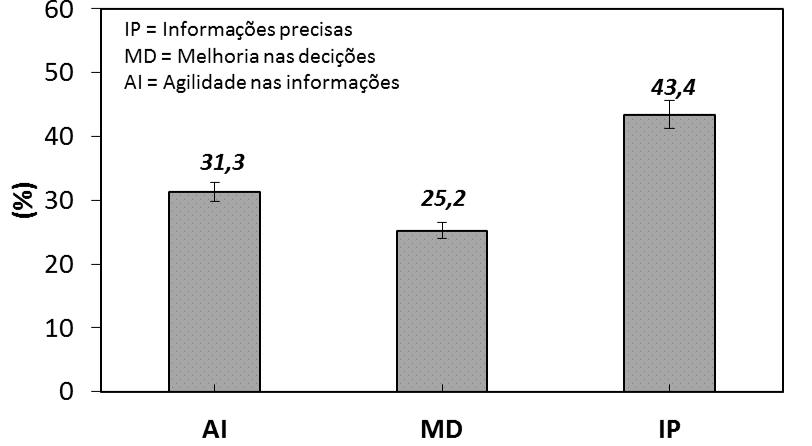 60
IP = Informações precisas
MD = Melhoria nas decições
AI = Agilidade nas informações
50
43,4
40
31,3
30
25,2
(%)
20
10
0
AI MD IP